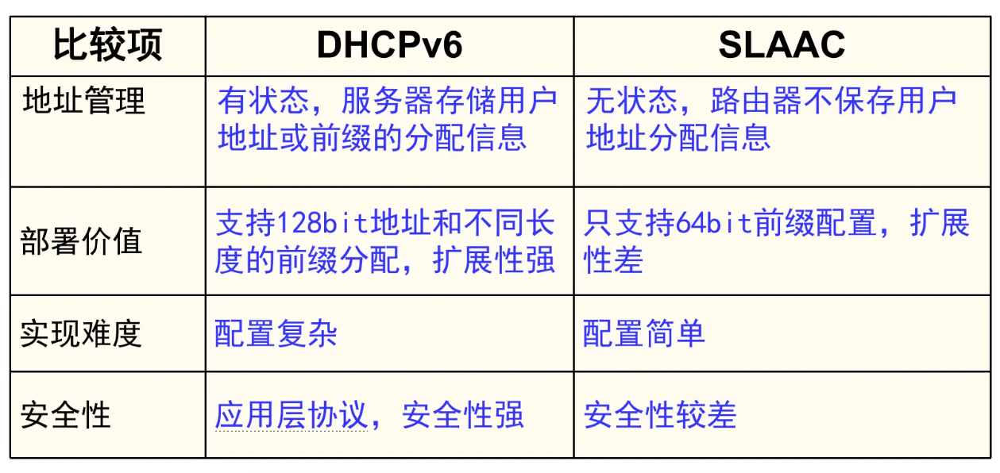 比较项
DHCPv6
SLAAC
地址管理
有状态，服务器存储用户
地址或前缀的分配信息
无状态，路由器不保存用户
地址分配信息
部署价值
支持128bit地址和不同长
度的前缀分配，扩展性强
只支持64bit前缀配置，扩展
性差
实现难度
配置复杂
配置简单
安全性
应用层协议，安全性强
安全性较差